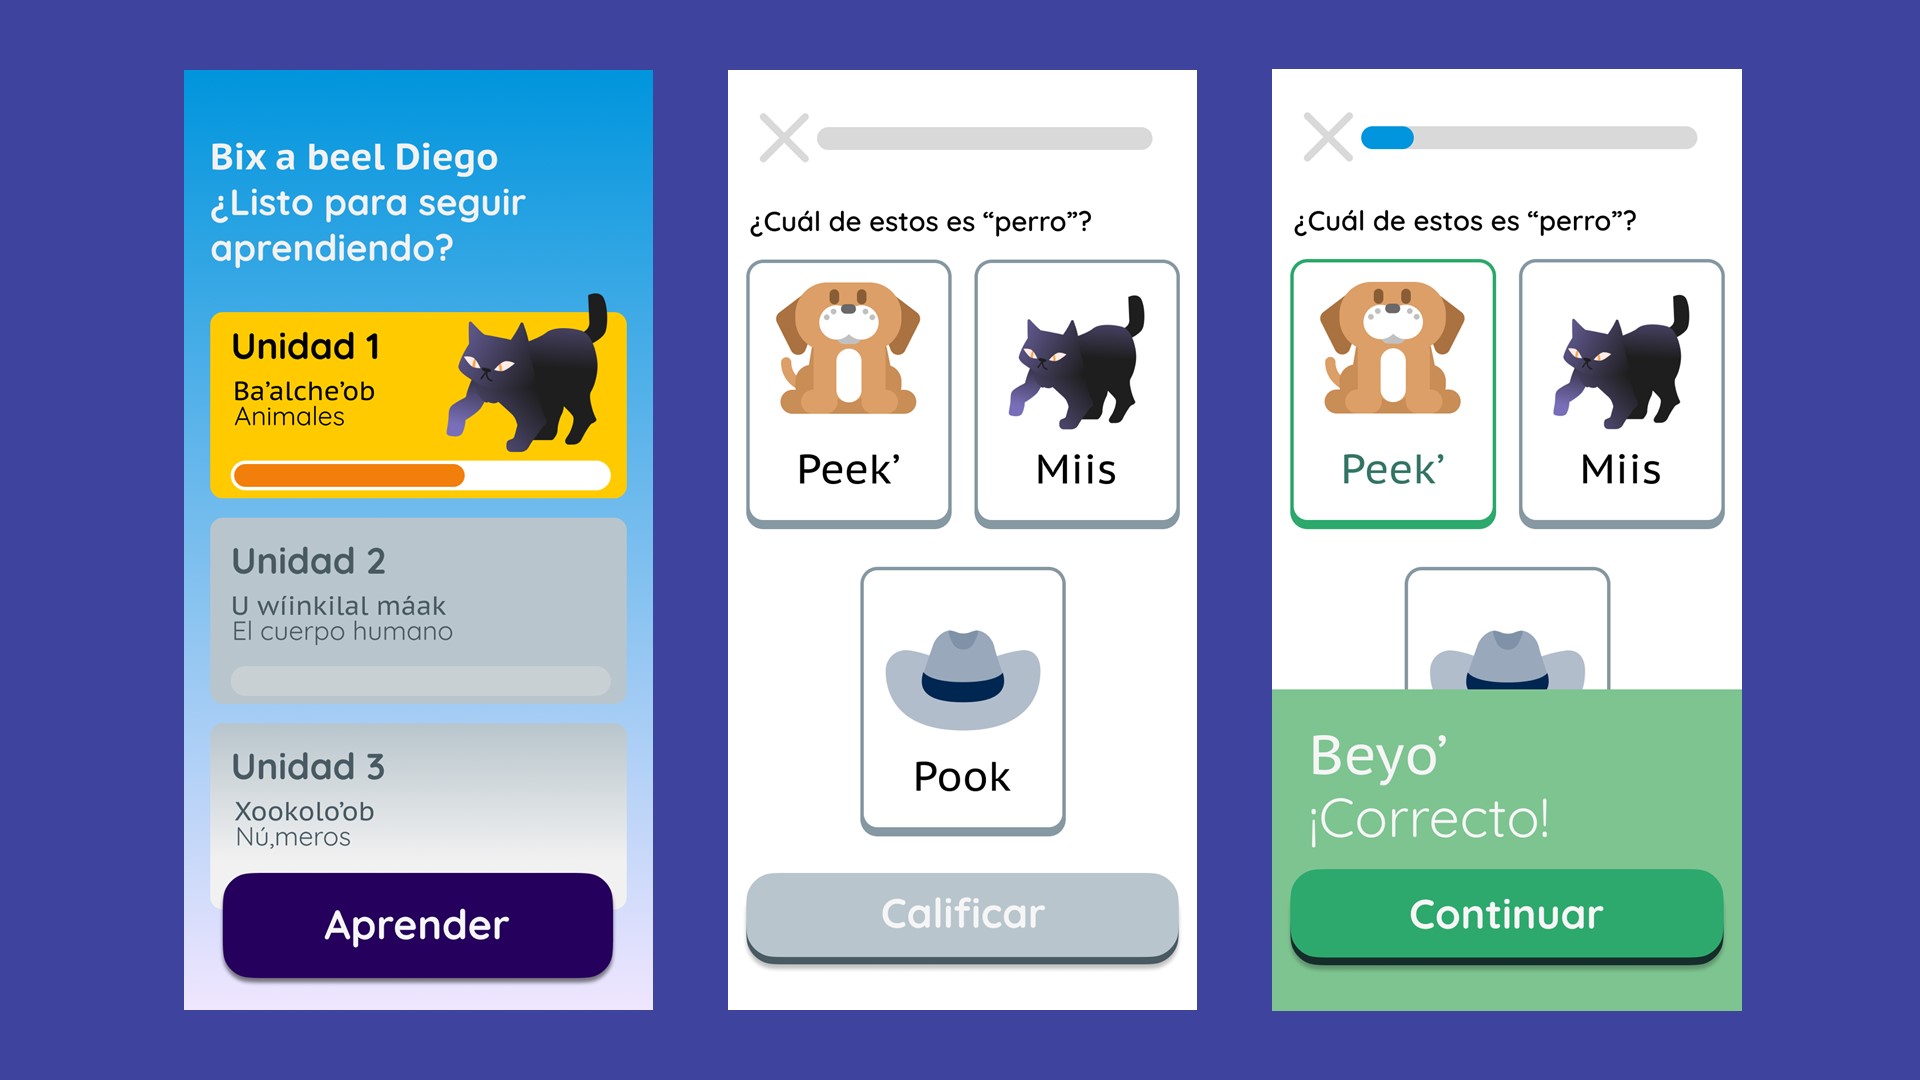 Bix a beel Diego
¿Listo para seguir
aprendiendo?
Unidad 1
Ba’alche’ob
Animales
Unidad 2
U wíinkilal máak
El cuerpo humano
Unidad 3
Xookolo’ob
Nú,meros
Aprender
¿Cuál de estos es “perro”?
Peek’
Miis
Pook
Calificar
¿Cuál de estos es “perro”?
Peek’
Miis
Beyo’
¡Correcto!
Continuar